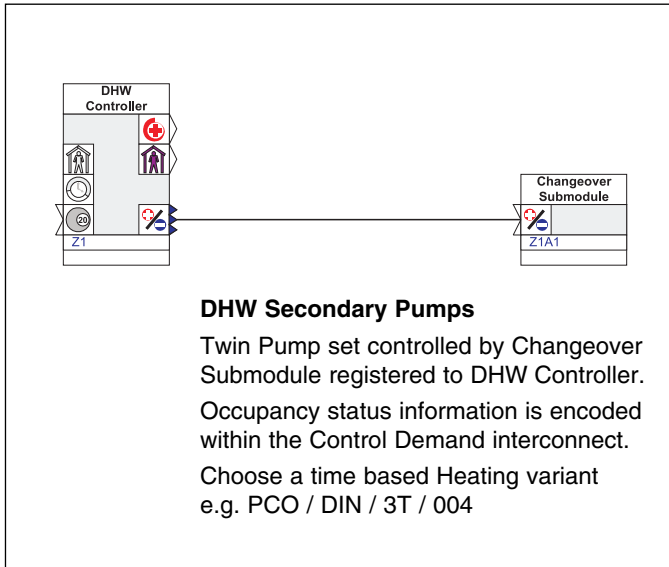 DHW
Controller
20
Z1
Changeover
Submodule
Z1A1
DHW Secondary Pumps
Twin Pump set controlled by Changeover
Submodule registered to DHW Controller.
Occupancy status information is encoded
within the Control Demand interconnect.
Choose a time based Heating variant
e.g. PCO / DIN / 3T / 004